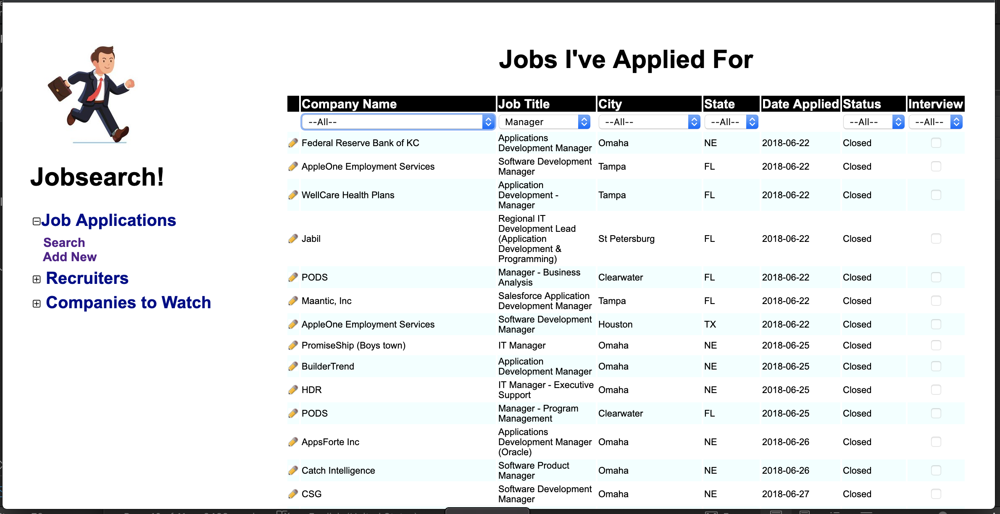 Jobs I've Applied For
Jobsearch!
Job Applications
Search
Add New
Recruiters
Companies to Watch
Company Name Job Title City State Date Applied Status Interview
--All-- Manager --All-- --All-- --All-- --All--
Federal Reserve Bank of KC Applications Omaha NE 2018-06-22 Closed
Development Manager
AppleOne Employment Services Software Development Tampa FL 2018-06-22 Closed
Manager
WellCare Health Plans Application Tampa FL 2018-06-22 Closed
Development -
Manager
Jabil Regional IT St Petersburg FL 2018-06-22 Closed
Development Lead
(Application
Development &
Programming)
PODS Manager - Business Clearwater FL 2018-06-22 Closed
Analysis
Maantic, Inc Salesforce Application Tampa FL 2018-06-22 Closed
Development Manager
AppleOne Employment Services Software Development Houston TX 2018-06-22 Closed
Manager
PromiseShip (Boys town) IT Manager Omaha NE 2018-06-25 Closed
BuilderTrend Application Omaha NE 2018-06-25 Closed
Development Manager
HDR IT Manager - Executive Omaha NE 2018-06-25 Closed
Support
PODS Manager - Program Clearwater FL 2018-06-25 Closed
Management
AppsForte Inc Applications Omaha NE 2018-06-26 Closed
Development Manager
(Oracle)
Catch Intelligence Software Product Omaha NE 2018-06-26 Closed
Manager
CSG Software Development Omaha NE 2018-06-27 Closed
Manager